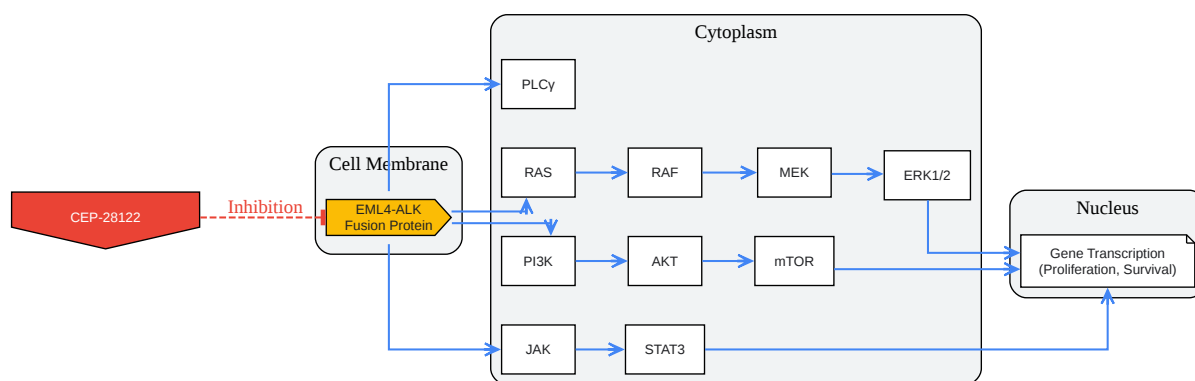 Cytoplasm
PLCγ
Cell Membrane
RAS
RAF
MEK
ERK1/2
CEP-28122
Inhibition
EML4-ALK
Fusion Protein
Nucleus
PI3K
AKT
mTOR
Gene Transcription
(Proliferation, Survival)
JAK
STAT3